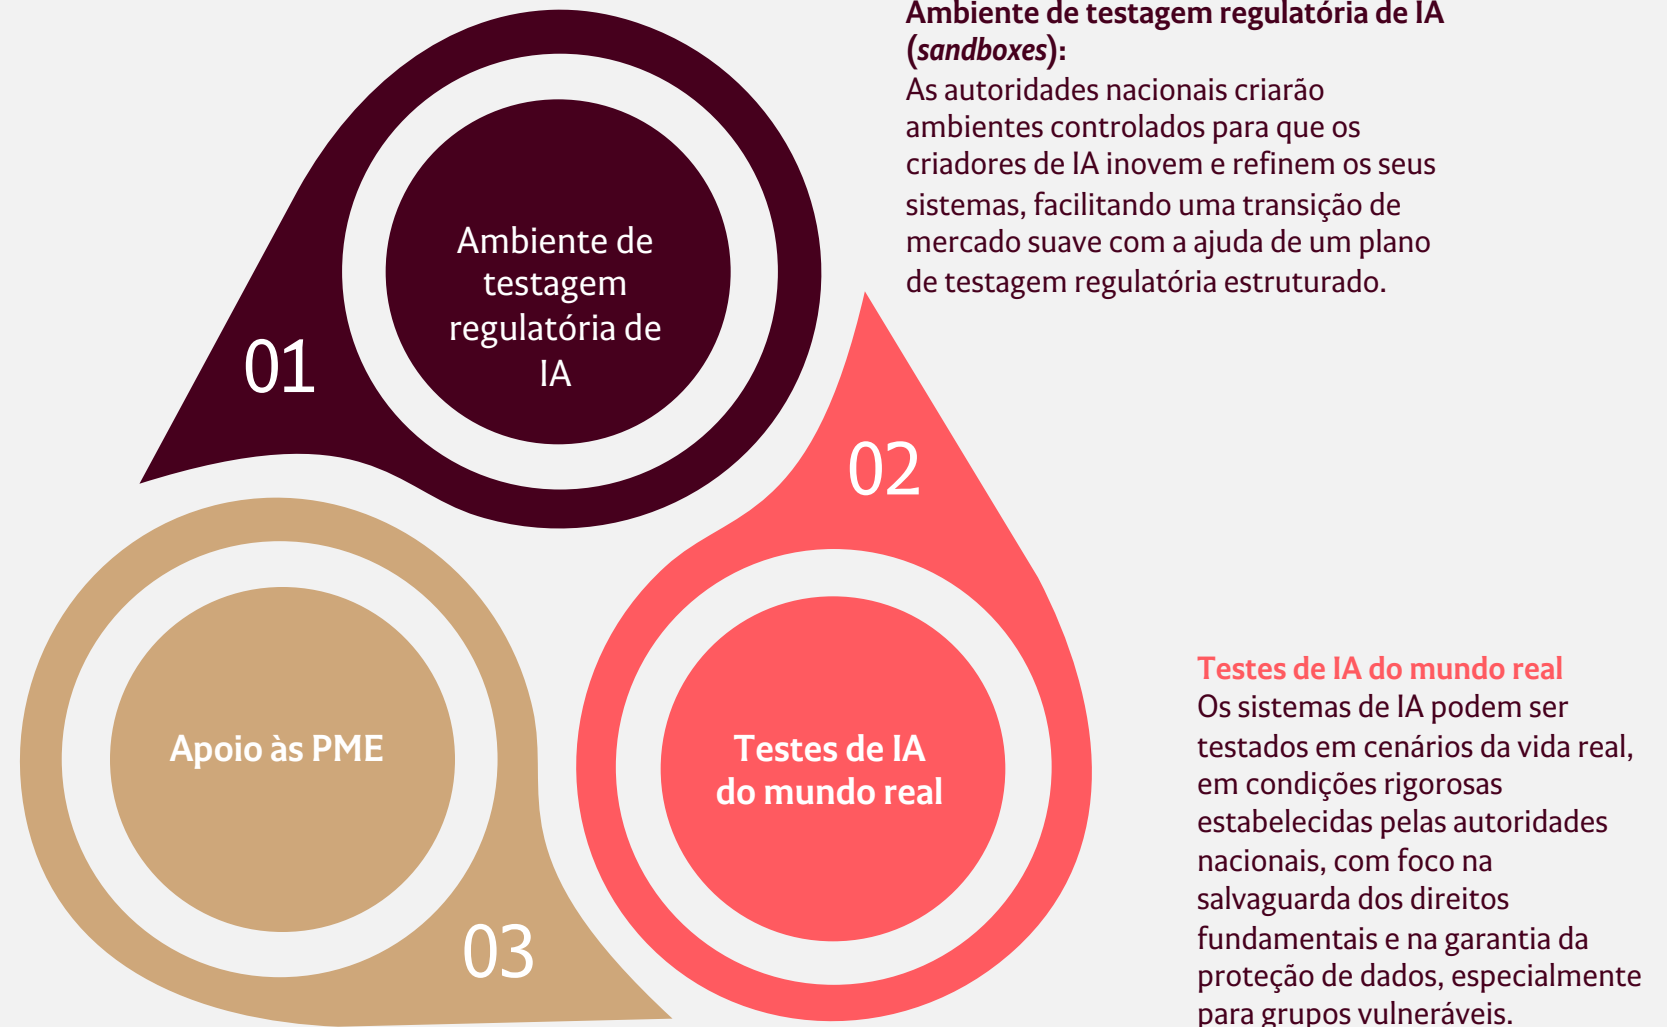 Ambiente de testagem regulatória de IA
(sandboxes):
As autoridades nacionais criarão
ambientes controlados para que os
criadores de IA inovem e refinem os seus
sistemas, facilitando uma transição de
mercado suave com a ajuda de um plano
de testagem regulatória estruturado.
Ambiente de
testagem
regulatória de
IA
01
02
Testes de IA
do mundo real
Testes de IA do mundo real
Os sistemas de IA podem ser
testados em cenários da vida real,
em condições rigorosas
estabelecidas pelas autoridades
nacionais, com foco na
salvaguarda dos direitos
fundamentais e na garantia da
proteção de dados, especialmente
para grupos vulneráveis.
Apoio às PME
03